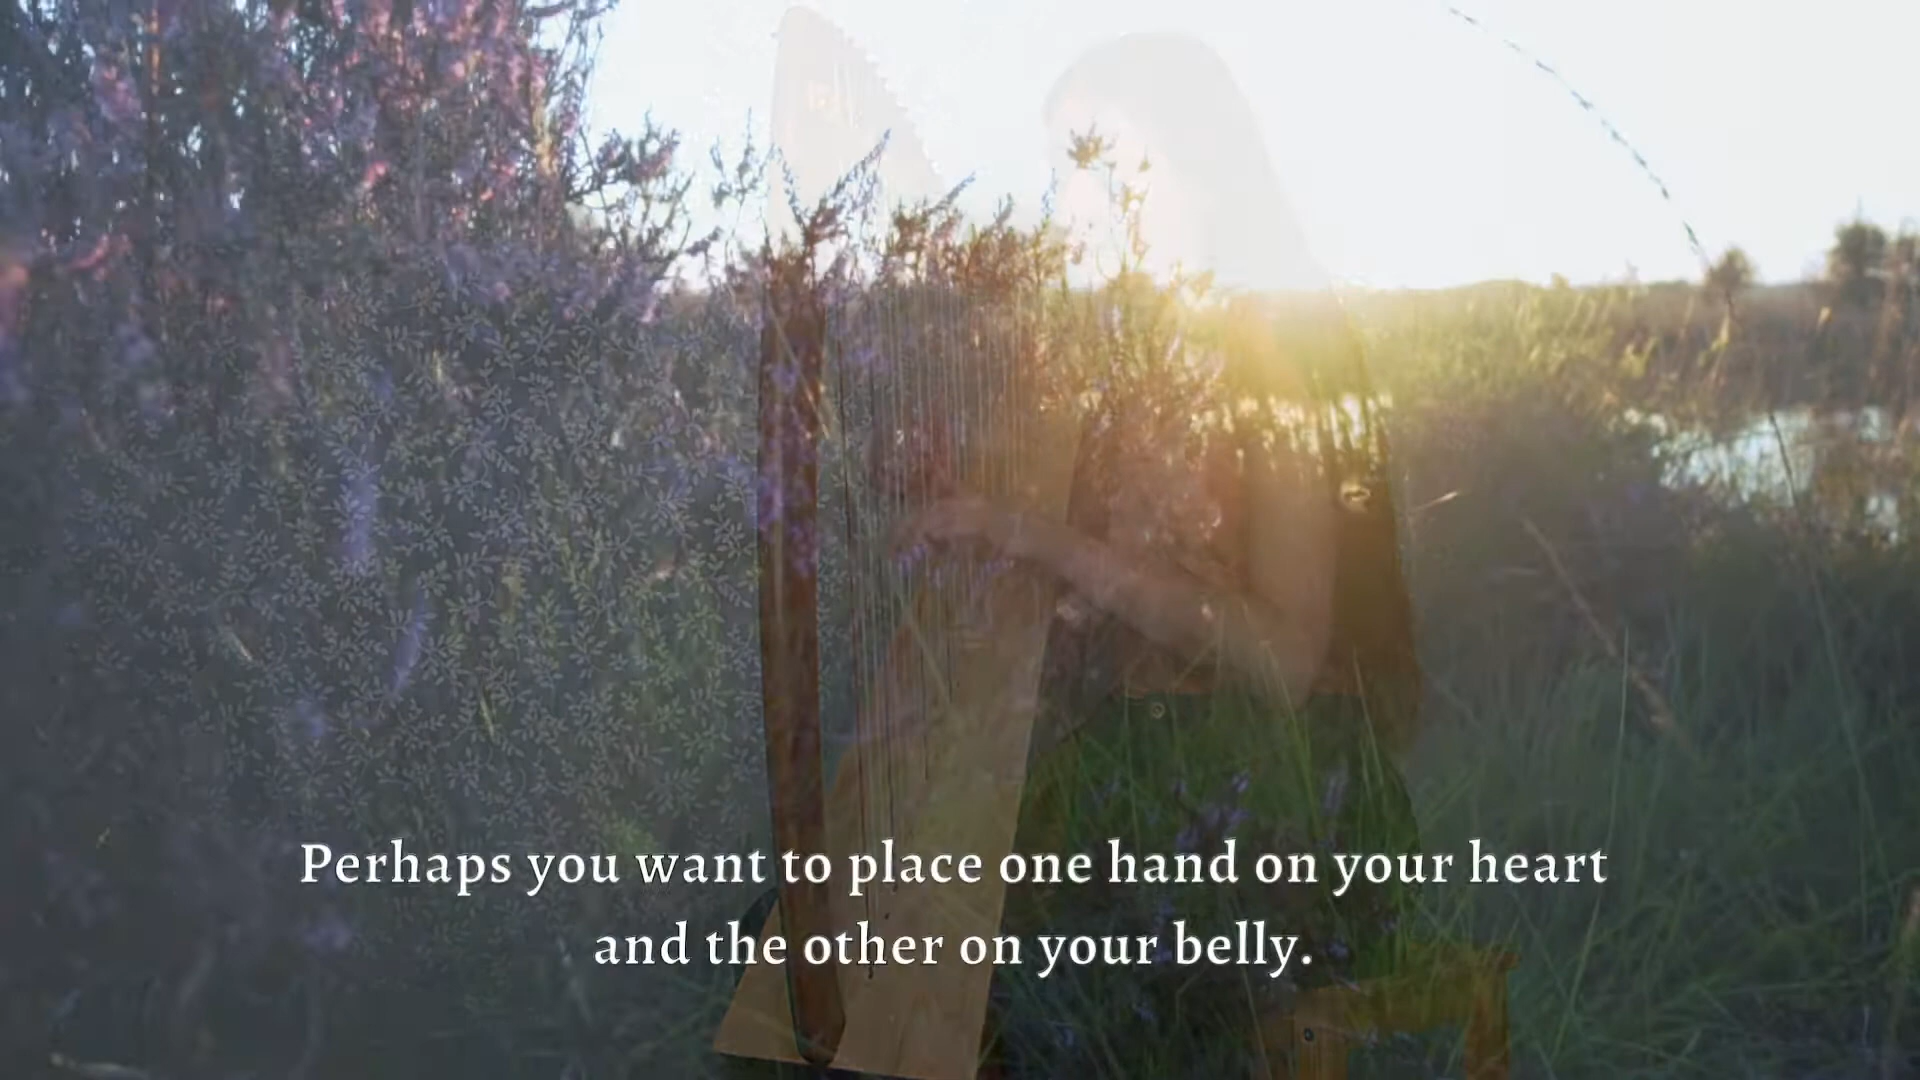 Perhaps you want to place one hand on your heart
and the other on your belly.